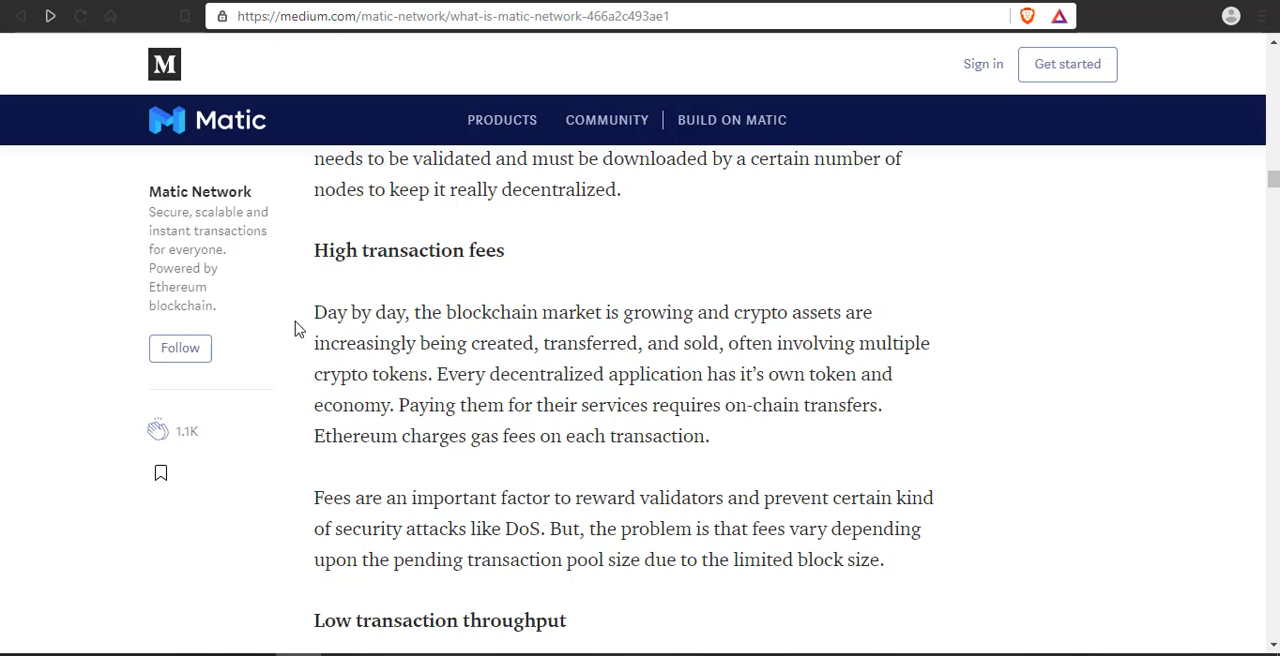 https://medium.com/matic-network/what-is-matic-network-466a2c493ae1
M
Sign in
Get started
Matic
PRODUCTS
COMMUNITY
BUILD ON MATIC
needs to be validated and must be downloaded by a certain number of
nodes to keep it really decentralized.
Matic Network
Secure, scalable and
instant transactions
for everyone.
Powered by
Ethereum
blockchain.
Follow
1.1K
High transaction fees
Day by day, the blockchain market is growing and crypto assets are
increasingly being created, transferred, and sold, often involving multiple
crypto tokens. Every decentralized application has it’s own token and
economy. Paying them for their services requires on-chain transfers.
Ethereum charges gas fees on each transaction.
Fees are an important factor to reward validators and prevent certain kind
of security attacks like DoS. But, the problem is that fees vary depending
upon the pending transaction pool size due to the limited block size.
Low transaction throughput